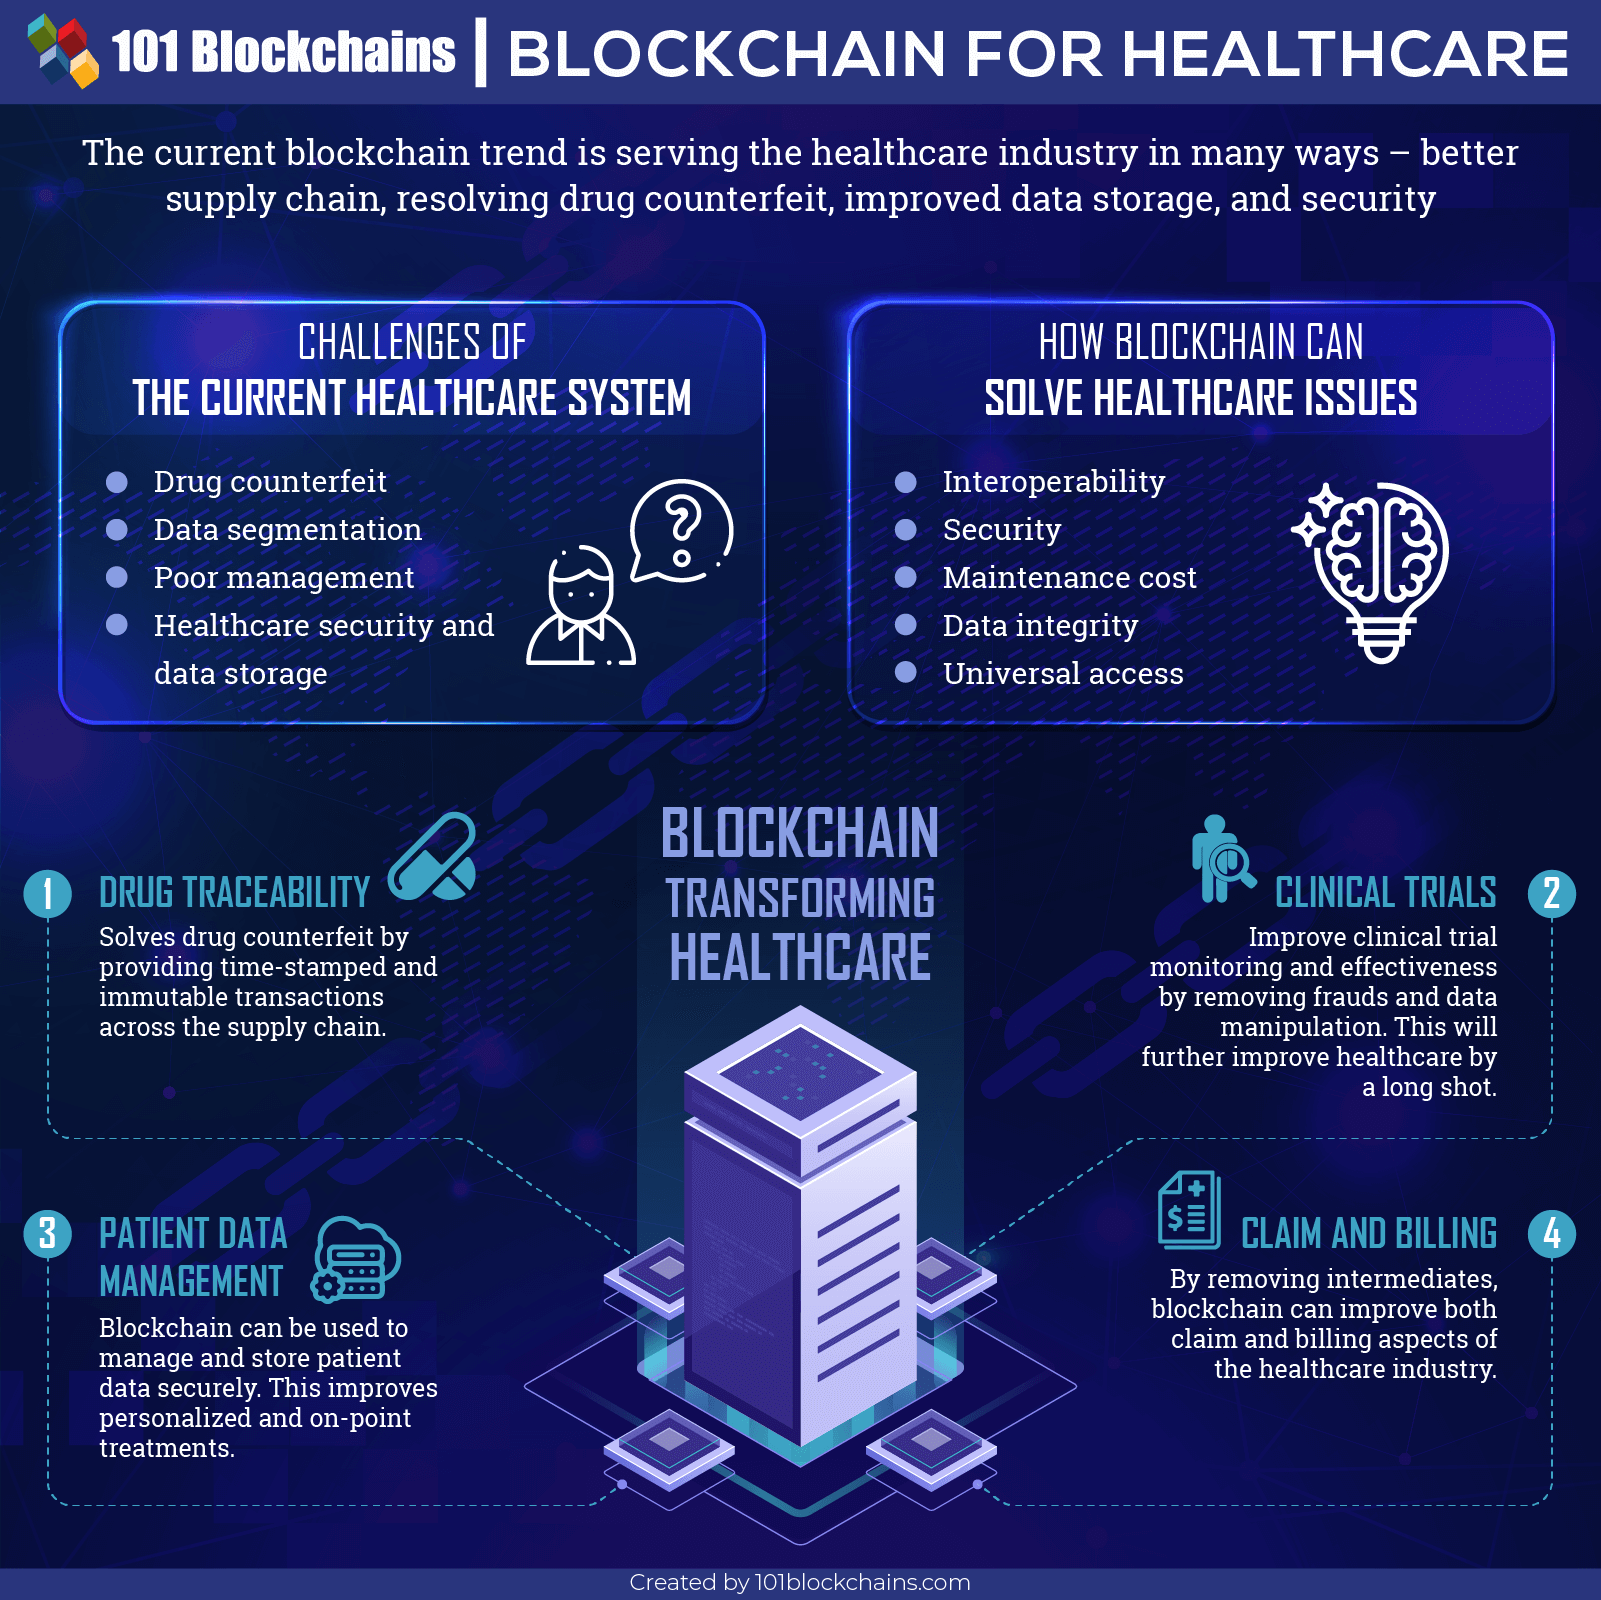 101 Blockchains | BLOCKCHAIN FOR HEALTHCARE
The current blockchain trend is serving the healthcare industry in many ways – better
supply chain, resolving drug counterfeit, improved data storage, and security
CHALLENGES OF
THE CURRENT HEALTHCARE SYSTEM
Drug counterfeit
Data segmentation
Poor management
Healthcare security and
data storage
?
HOW BLOCKCHAIN CAN
SOLVE HEALTHCARE ISSUES
Interoperability
Security
Maintenance cost
Data integrity
Universal access
BLOCKCHAIN
TRANSFORMING
HEALTHCARE
1
DRUG TRACEABILITY
Solves drug counterfeit by
providing time-stamped and
immutable transactions
across the supply chain.
2
CLINICAL TRIALS
Improve clinical trial
monitoring and effectiveness
by removing frauds and data
manipulation. This will
further improve healthcare by
a long shot.
3
PATIENT DATA
MANAGEMENT
Blockchain can be used to
manage and store patient
data securely. This improves
personalized and on-point
treatments.
$
4
CLAIM AND BILLING
By removing intermediates,
blockchain can improve both
claim and billing aspects of
the healthcare industry.
Created by 101blockchains.com